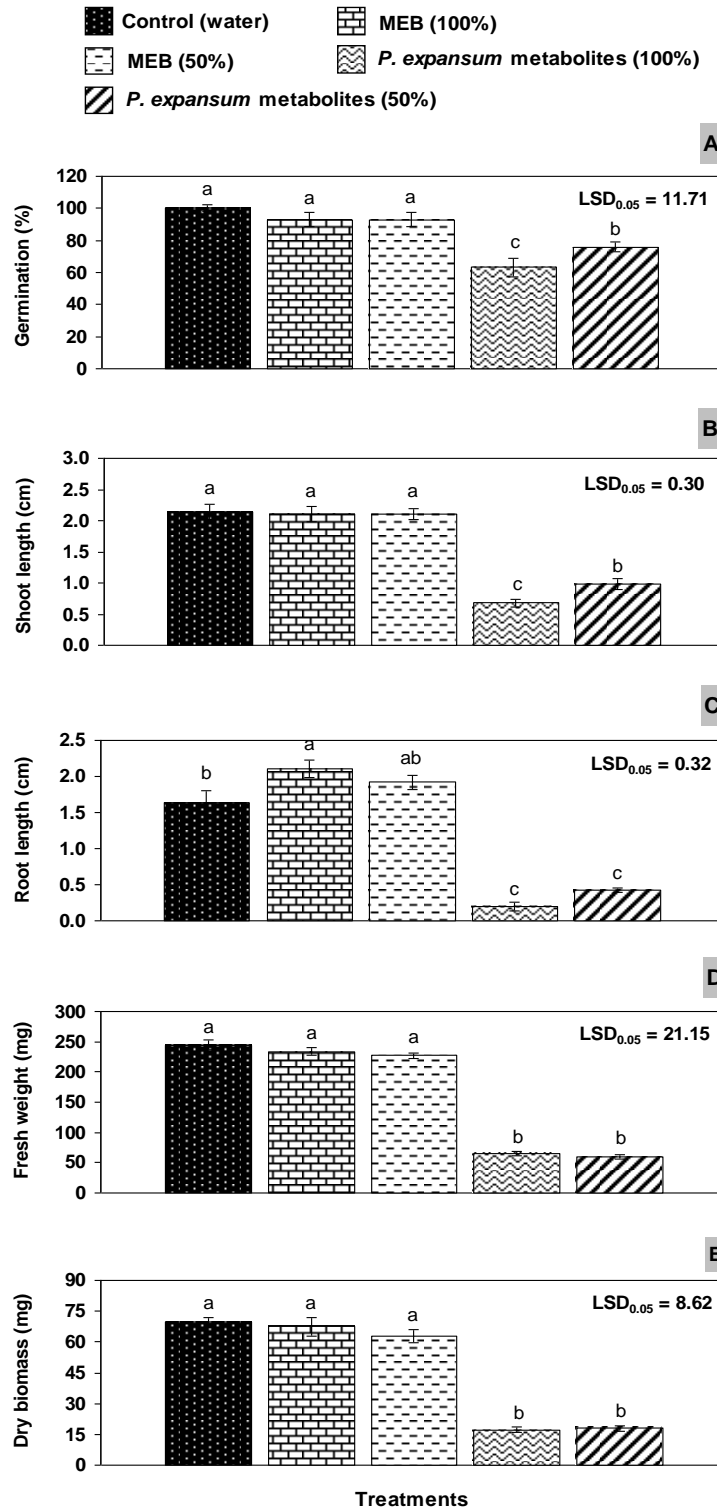 Control (water)
MEB (100%)
MEB (50%)
P. expansum metabolites (100%)
P. expansum metabolites (50%)
A
Germination (%)
120
100
80
60
40
20
0
a
a
a
c
b
LSD0.05 = 11.71
B
Shoot length (cm)
3.0
2.5
2.0
1.5
1.0
0.5
0.0
a
a
a
c
b
LSD0.05 = 0.30
C
Root length (cm)
2.5
2.0
1.5
1.0
0.5
0.0
b
a
ab
c
c
LSD0.05 = 0.32
D
Fresh weight (mg)
300
250
200
150
100
50
0
a
a
a
b
b
LSD0.05 = 21.15
E
Dry biomass (mg)
90
75
60
45
30
15
0
a
a
a
b
b
LSD0.05 = 8.62
Treatments